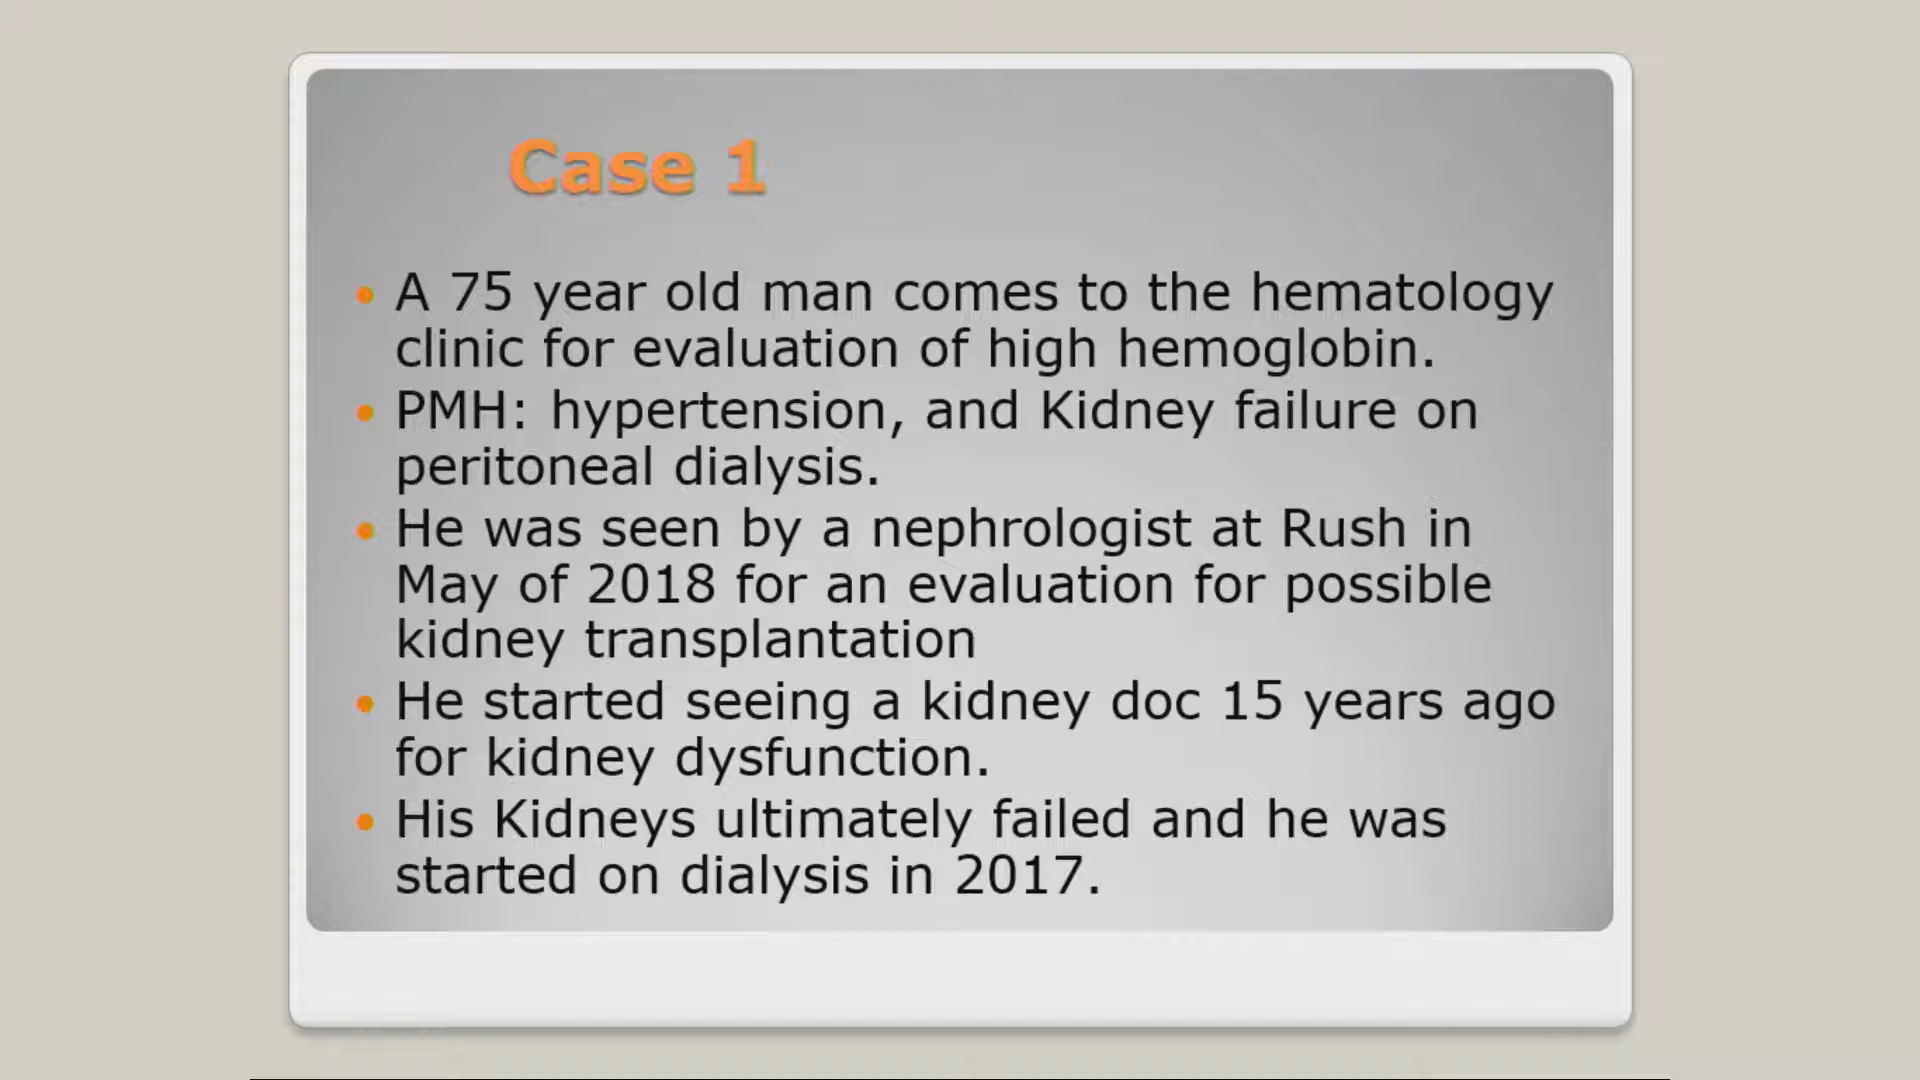 Case 1
• A 75 year old man comes to the hematology
clinic for evaluation of high hemoglobin.
• PMH: hypertension, and Kidney failure on
peritoneal dialysis.
• He was seen by a nephrologist at Rush in
May of 2018 for an evaluation for possible
kidney transplantation
• He started seeing a kidney doc 15 years ago
for kidney dysfunction.
• His Kidneys ultimately failed and he was
started on dialysis in 2017.